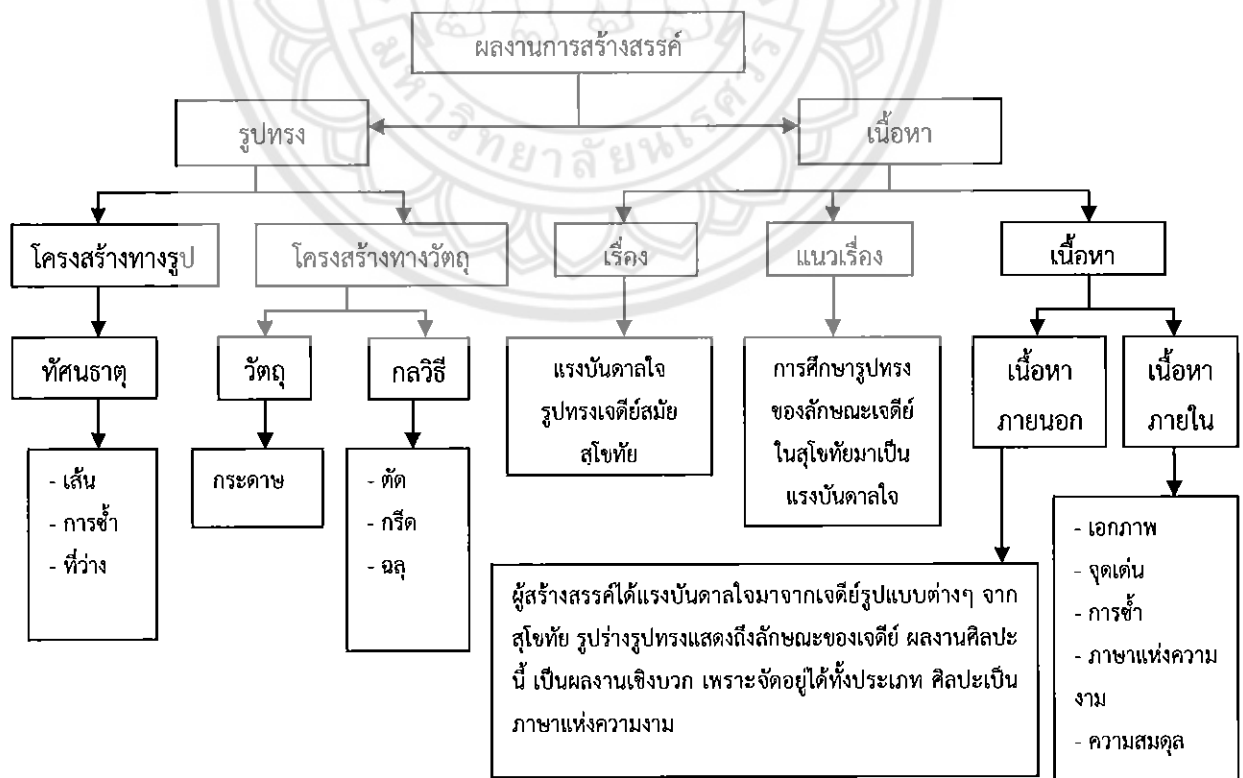 ผลงานการสร้างสรรค์
มหาวิทยาลัยนเรศวร
รูปทรง
เนื้อหา
โครงสร้างทางรูป
โครงสร้างทางวัตถุ
เรื่อง
แนวเรื่อง
เนื้อหา
ทัศนธาตุ
วัตถุ
กลวิธี
แรงบันดาลใจ
รูปทรงเจดีย์สมัย
สุโขทัย
การศึกษารูปทรง
ของลักษณะเจดีย์
ในสุโขทัยมาเป็น
แรงบันดาลใจ
เนื้อหา
ภายนอก
เนื้อหา
ภายใน
- เส้น
- การซ้ำ
- ที่ว่าง
กระดาษ
- ตัด
- กรีด
- ฉลุ
ผู้สร้างสรรค์ได้แรงบันดาลใจมาจากเจดีย์รูปแบบต่างๆ จาก
สุโขทัย รูปร่างรูปทรงแสดงถึงลักษณะของเจดีย์ ผลงานศิลปะ
นี้ เป็นผลงานเชิงบวก เพราะจัดอยู่ได้ทั้งประเภท ศิลปะเป็น
ภาษาแห่งความงาม
- เอกภาพ
- จุดเด่น
- การซ้ำ
- ภาษาแห่งความ
งาม
- ความสมดุล